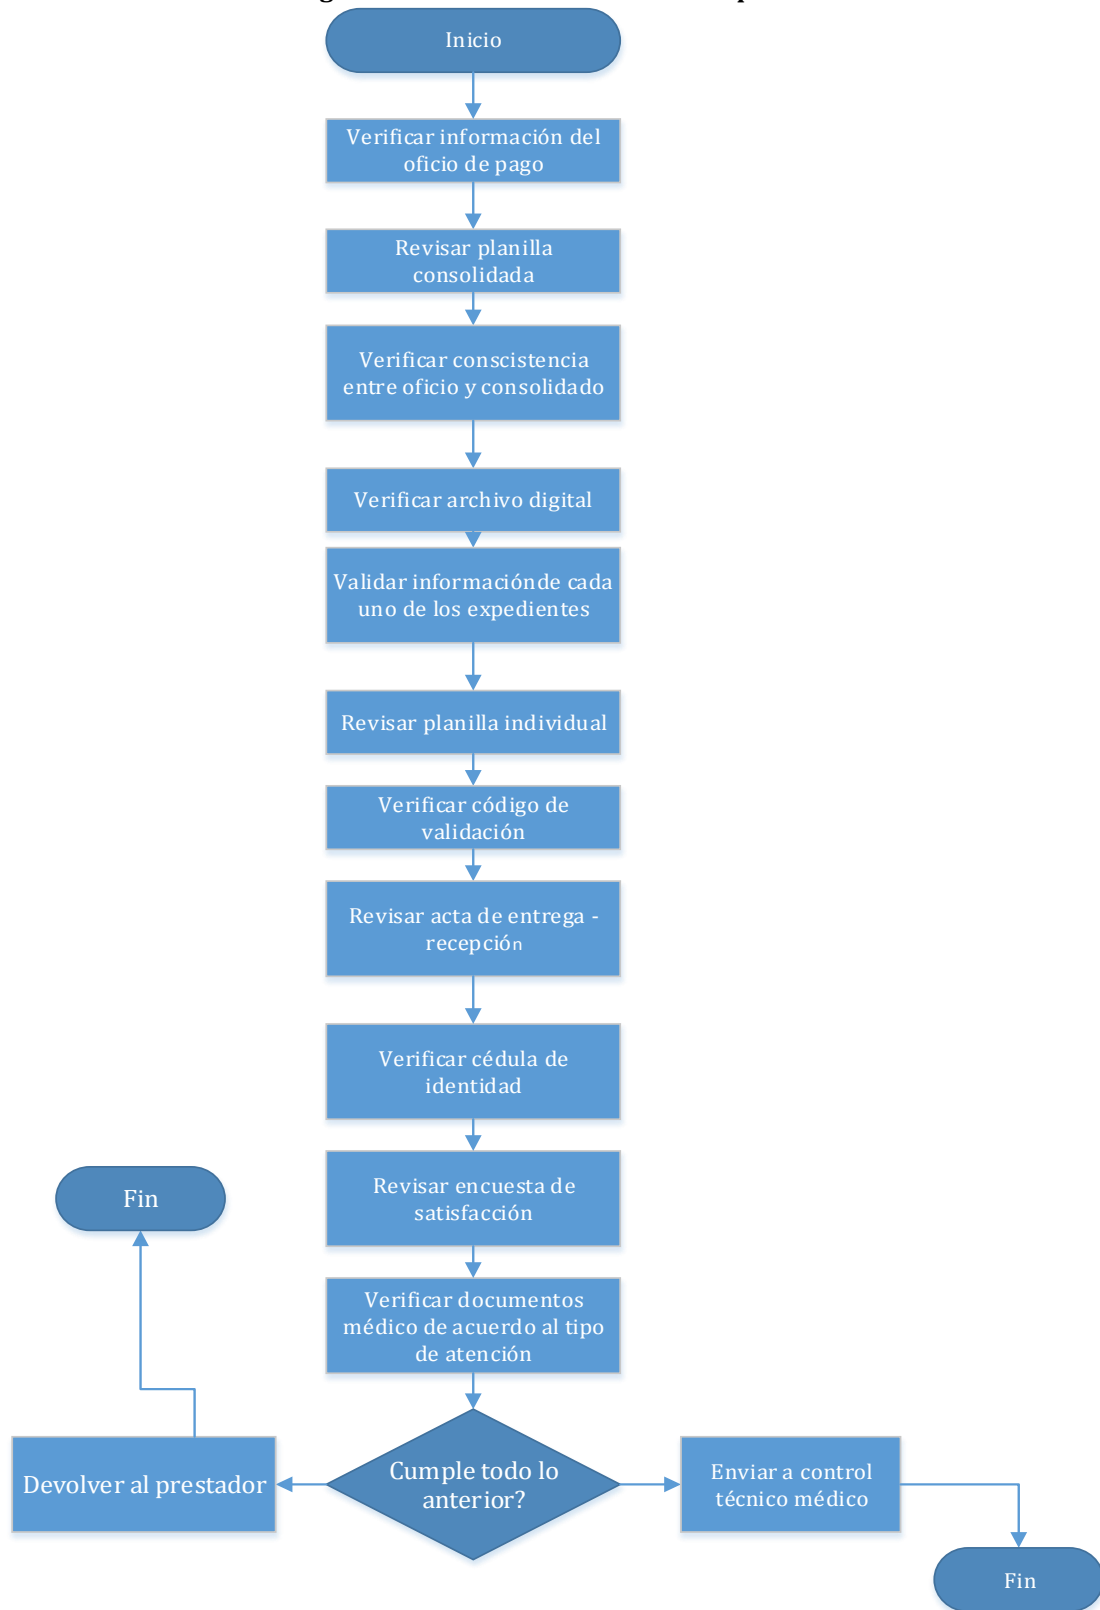 Inicio
Verificar información del
oficio de pago
Revisar planilla
consolidada
Verificar conscistencia
entre oficio y consolidado
Verificar archivo digital
Validar informaciónde cada
uno de los expedientes
Revisar planilla individual
Verificar código de
validación
Revisar acta de entrega -
recepción
Verificar cédula de
identidad
Revisar encuesta de
satisfacción
Fin
Verificar documentos
médico de acuerdo al tipo
de atención
Devolver al prestador
Cumple todo lo
anterior?
Enviar a control
técnico médico
Fin